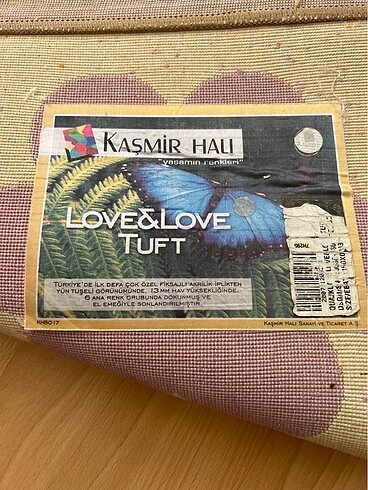 KAŞMİR HALI
"yaşamın renkleri"
LOVE&LOVE
TUFT
TÜRKİYE'DE İLK DEFA ÇOK ÖZEL FİKSAJLI AKRİLİK İPLİKTEN
YÜN TUŞELİ GÖRÜNÜMÜNDE, 13 MM HAV YÜKSEKLİĞİNDE,
6 ANA RENK GRUBUNDA DOKUNMUŞ VE
EL EMEĞİYLE SONLANDIRILMIŞTIR.
KH8017
KAŞMİR HALI SANAYİ VE TİCARET A.Ş.